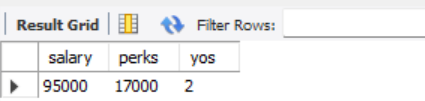 Result Grid Filter Rows:
salary perks yos
95000 17000 2